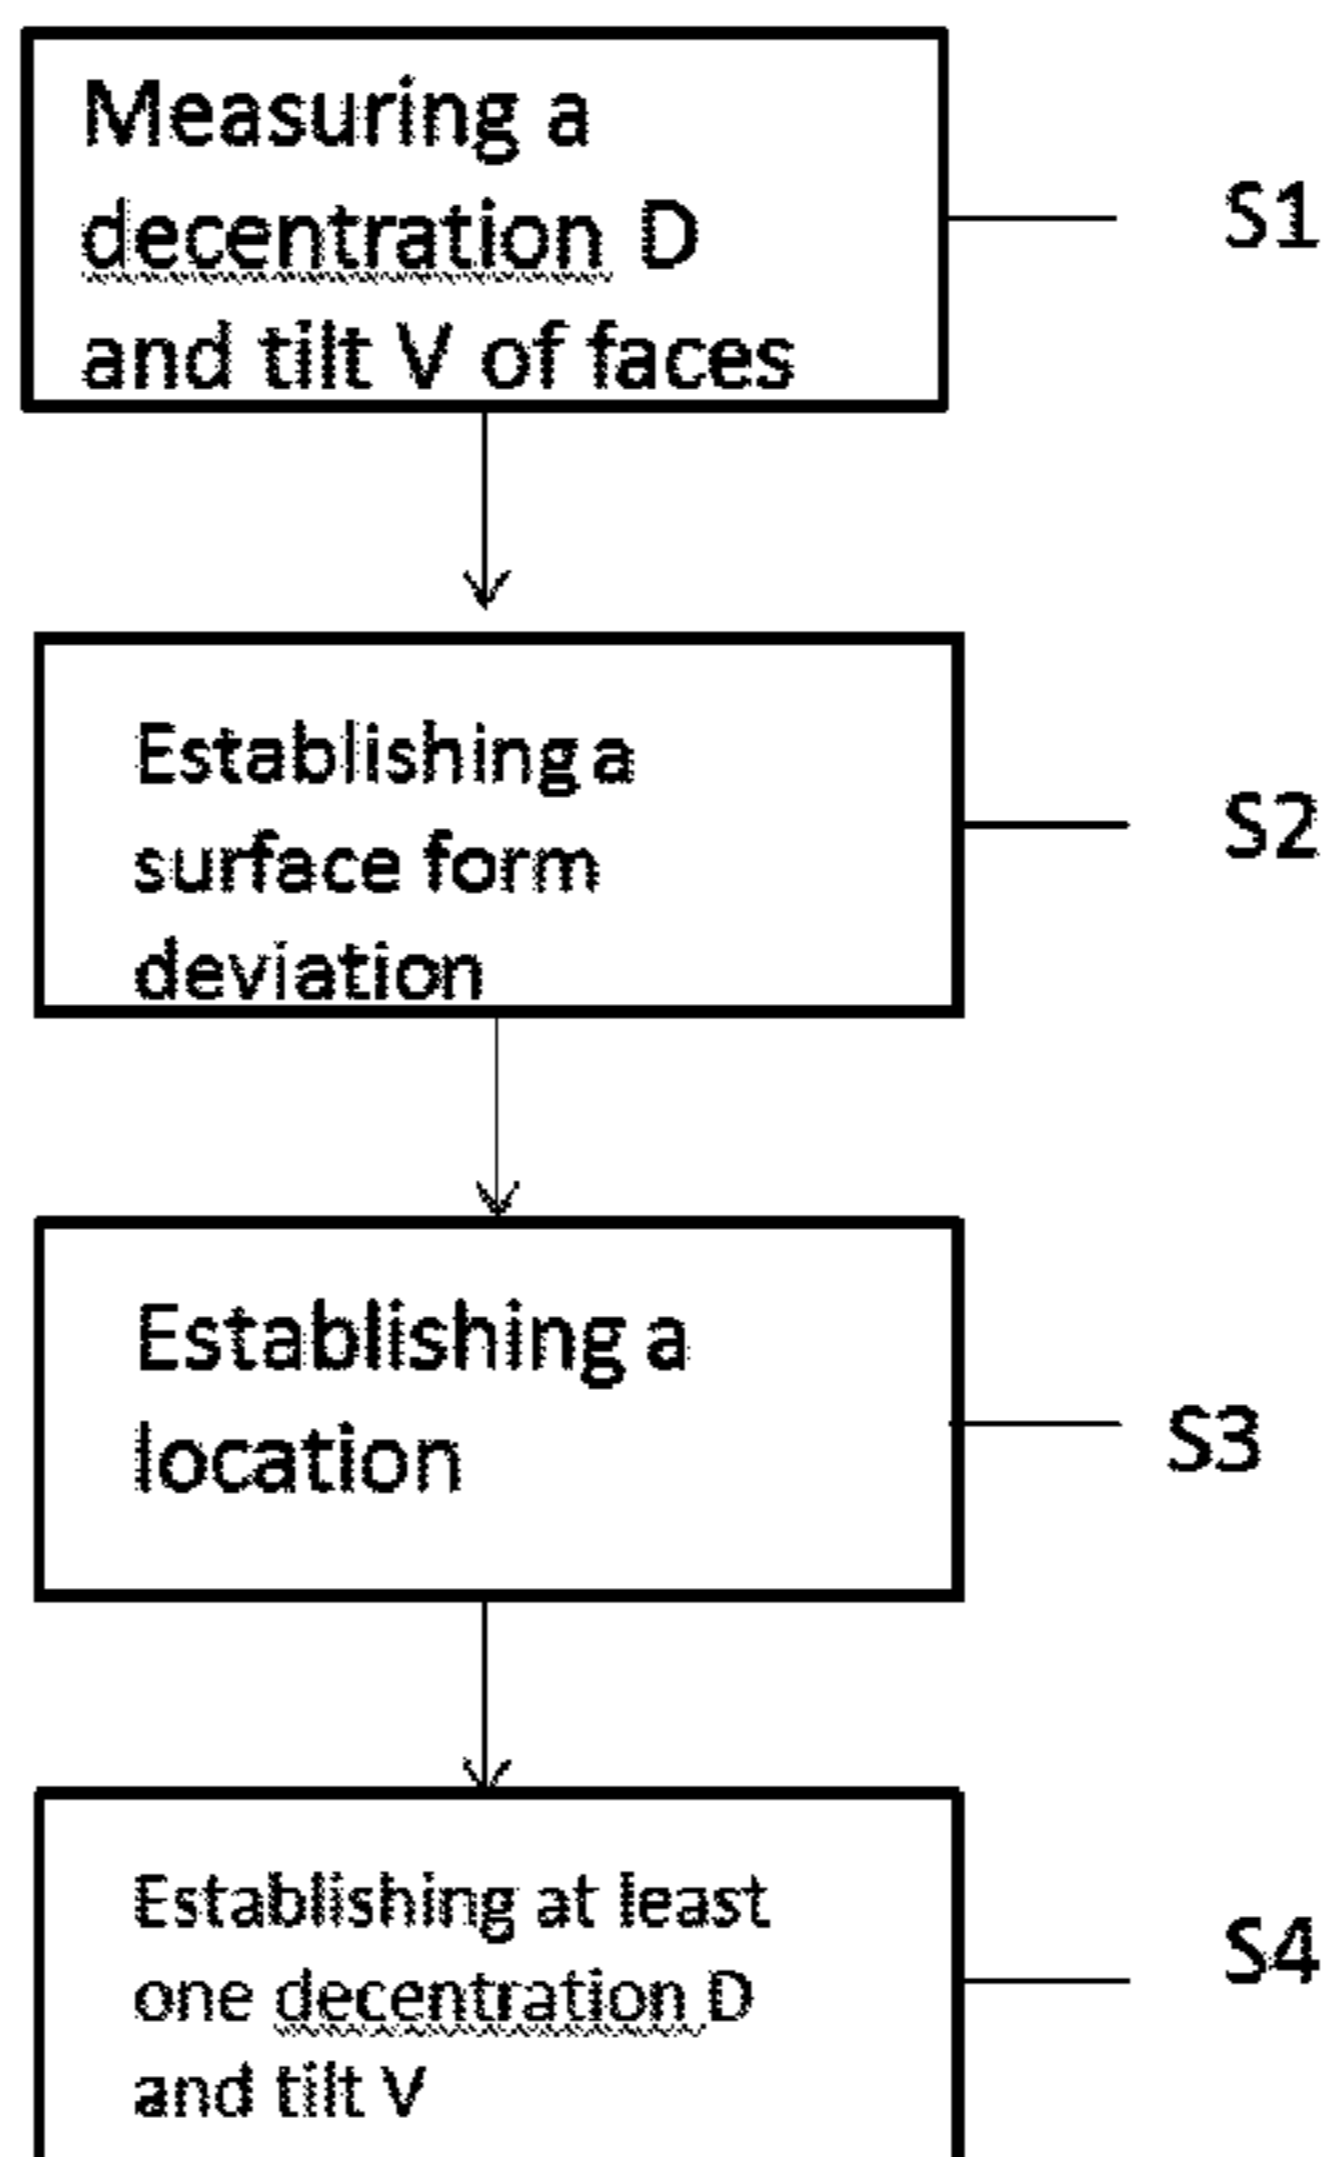 Measuring a
decentration D
and tilt V of faces
S1
Establishing a
surface form
deviation
S2
Establishing a
location
S3
Establishing at least
one decentration D
and tilt V
S4